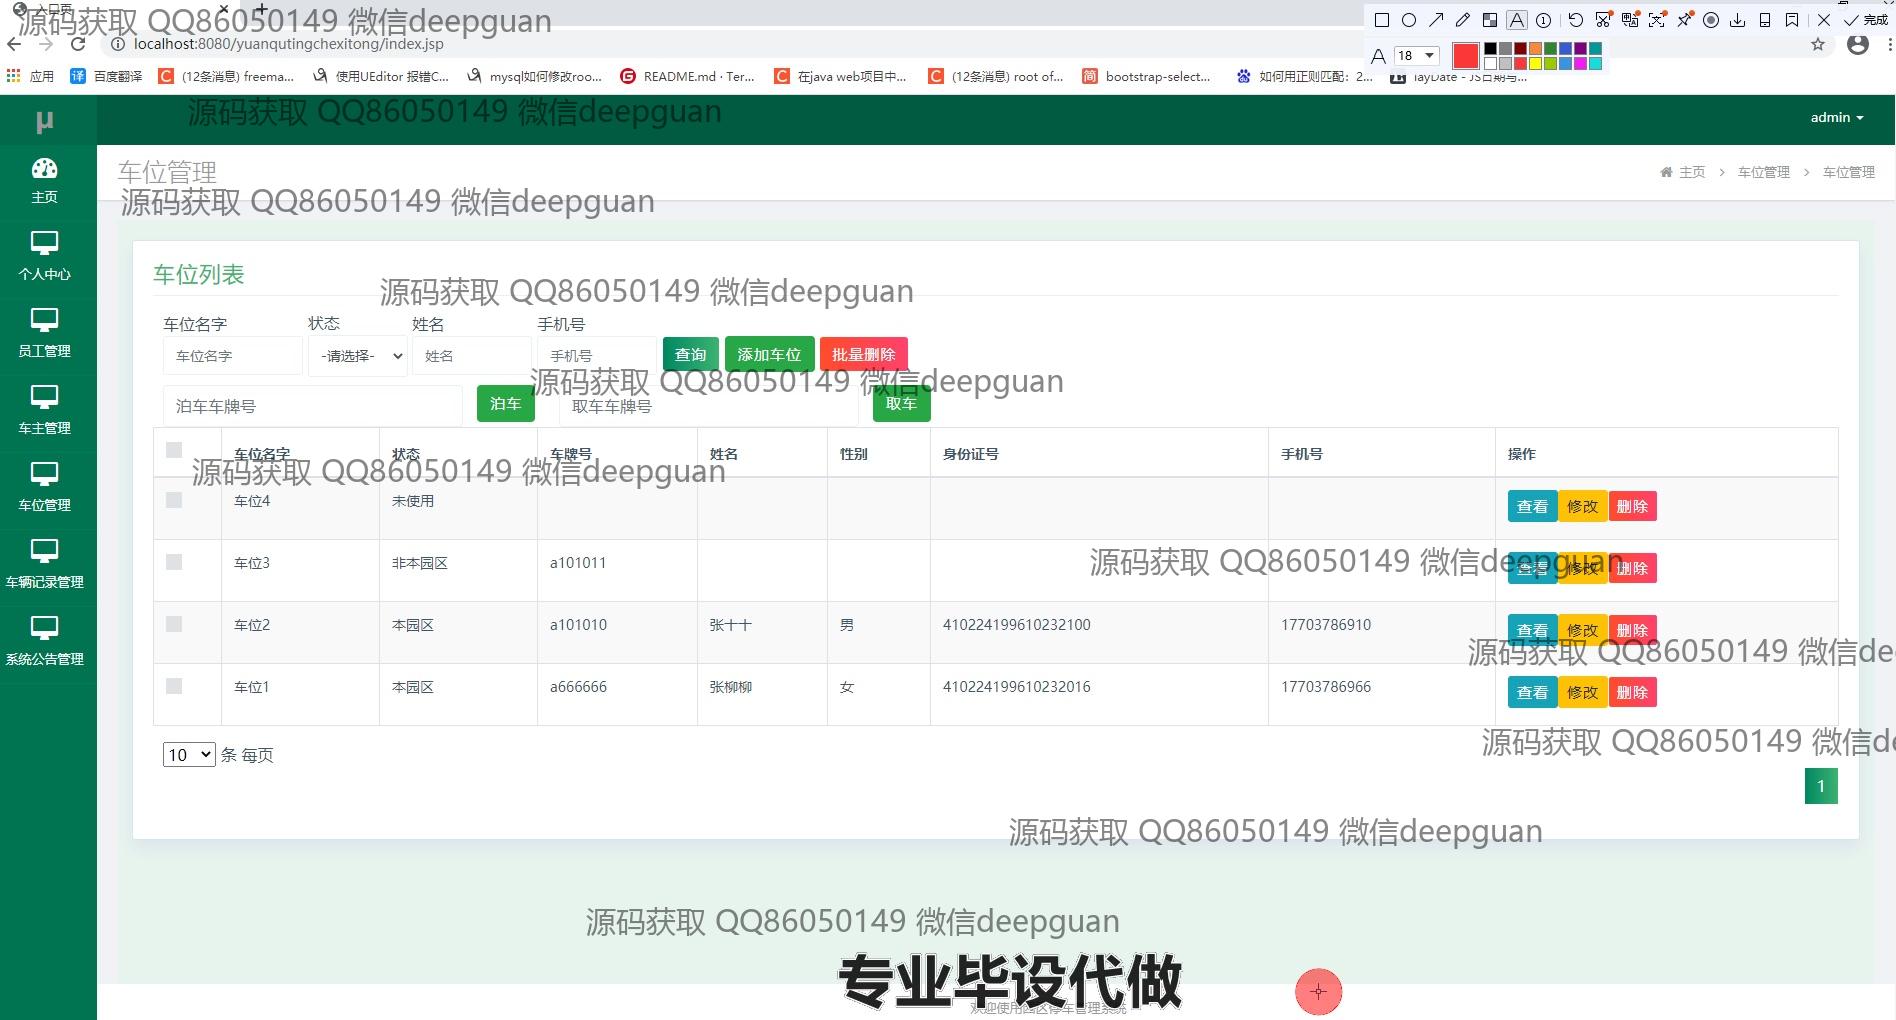 入口页
源码获取 QQ86050149 微信deepguan
完成
localhost:8080/yuanqutingchexitong/index.jsp
A 18
应用 百度翻译 (12条消息) freema... 使用UEditor 报错C... mysql如何修改roo... README.md · Ter... 在java web项目中... (12条消息) root of... bootstrap-select... 如何用正则匹配：2... layDate - JS日期与...
源码获取 QQ86050149 微信deepguan
μ
admin
车位管理
主页 > 车位管理 > 车位管理
源码获取 QQ86050149 微信deepguan
主页
个人中心
员工管理
车主管理
车位管理
车辆记录管理
系统公告管理
车位列表
源码获取 QQ86050149 微信deepguan
车位名字 状态 姓名 手机号
车位名字 -请选择- 姓名 手机号 查询 添加车位 批量删除
源码获取 QQ86050149 微信deepguan
泊车车牌号 泊车 取车车牌号 取车
车位名字 状态 车牌号 姓名 性别 身份证号 手机号 操作
源码获取 QQ86050149 微信deepguan
车位4 未使用 查看 修改 删除
车位3 非本园区 a101011 查看 修改 删除
源码获取 QQ86050149 微信deepguan
车位2 本园区 a101010 张十十 男 410224199610232100 17703786910 查看 修改 删除
源码获取 QQ86050149 微信de
车位1 本园区 a666666 张柳柳 女 410224199610232016 17703786966 查看 修改 删除
源码获取 QQ86050149 微信de
10 条 每页
1
源码获取 QQ86050149 微信deepguan
源码获取 QQ86050149 微信deepguan
专业毕设代做
欢迎使用园区停车管理系统